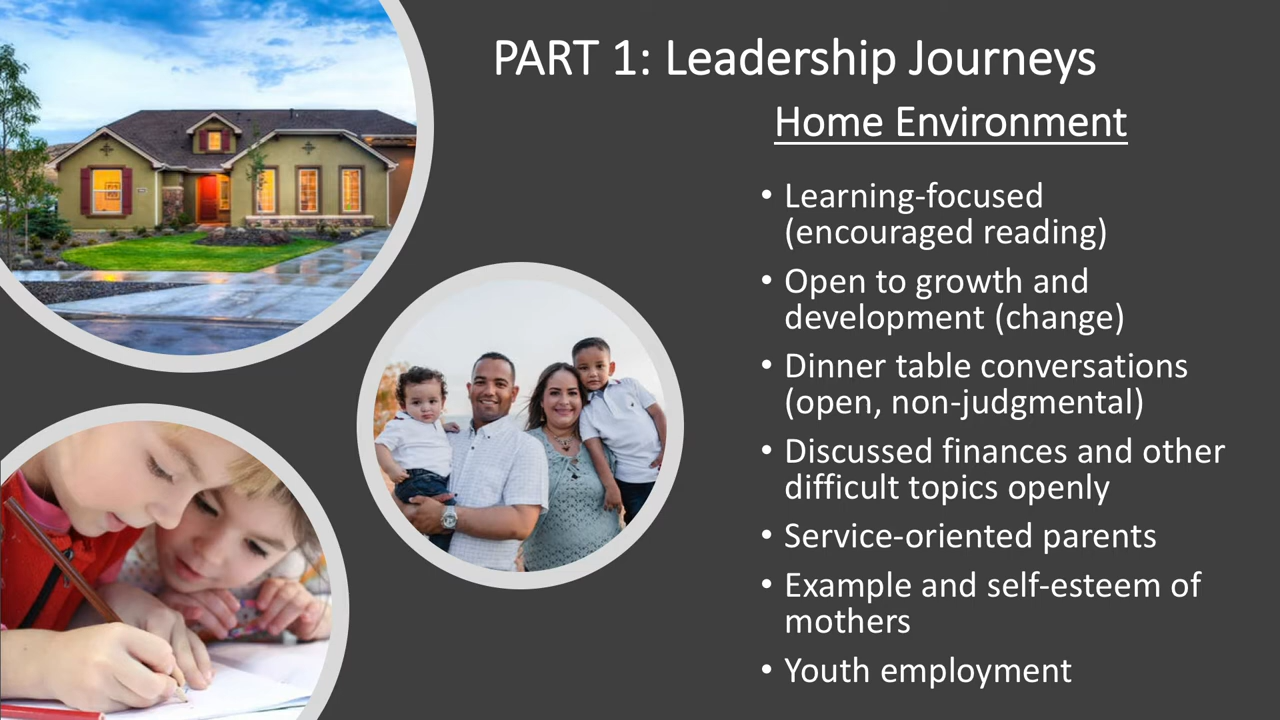 PART 1: Leadership Journeys
Home Environment
• Learning-focused
(encouraged reading)
• Open to growth and
development (change)
• Dinner table conversations
(open, non-judgmental)
• Discussed finances and other
difficult topics openly
• Service-oriented parents
• Example and self-esteem of
mothers
• Youth employment